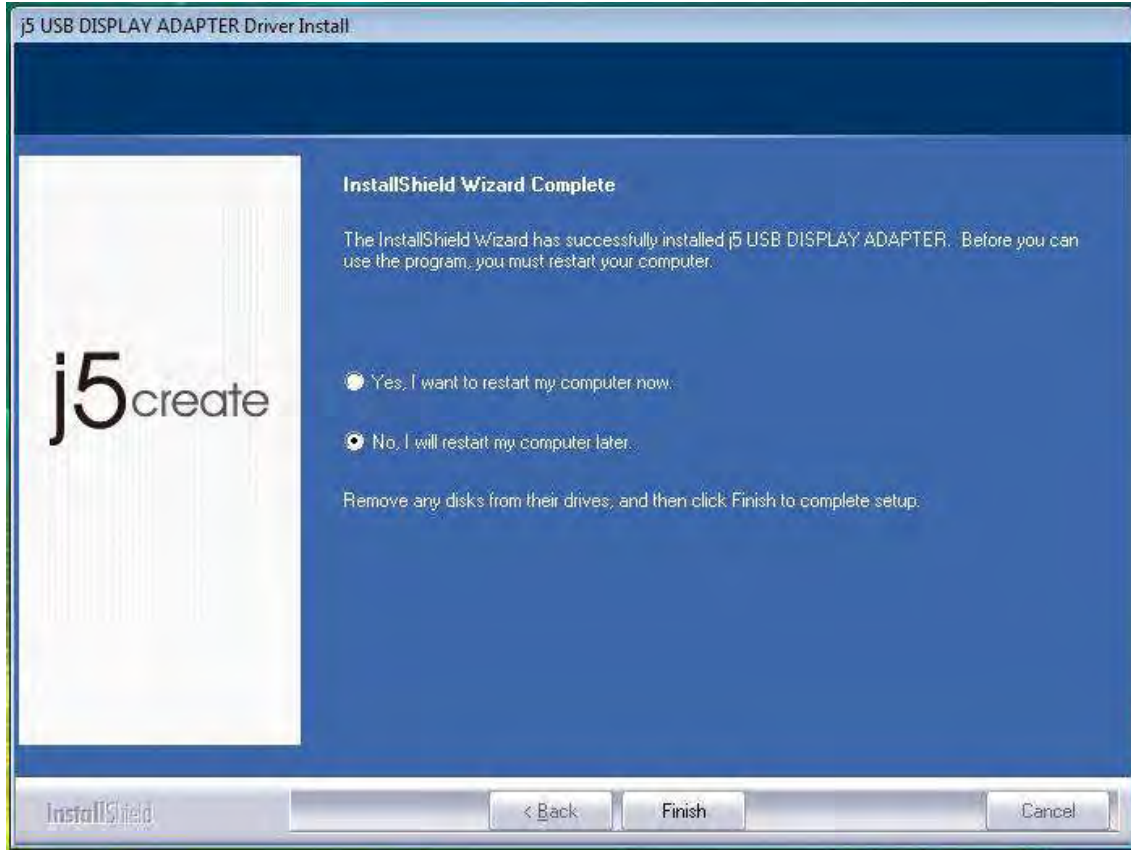 j5 USB DISPLAY ADAPTER Driver Install
InstallShield Wizard Complete
The InstallShield Wizard has successfully installed j5 USB DISPLAY ADAPTER. Before you can
use the program, you must restart your computer.
j5create
Yes, I want to restart my computer now.
No, I will restart my computer later.
Remove any disks from their drives, and then click Finish to complete setup.
InstallShield
< Back
Finish
Cancel